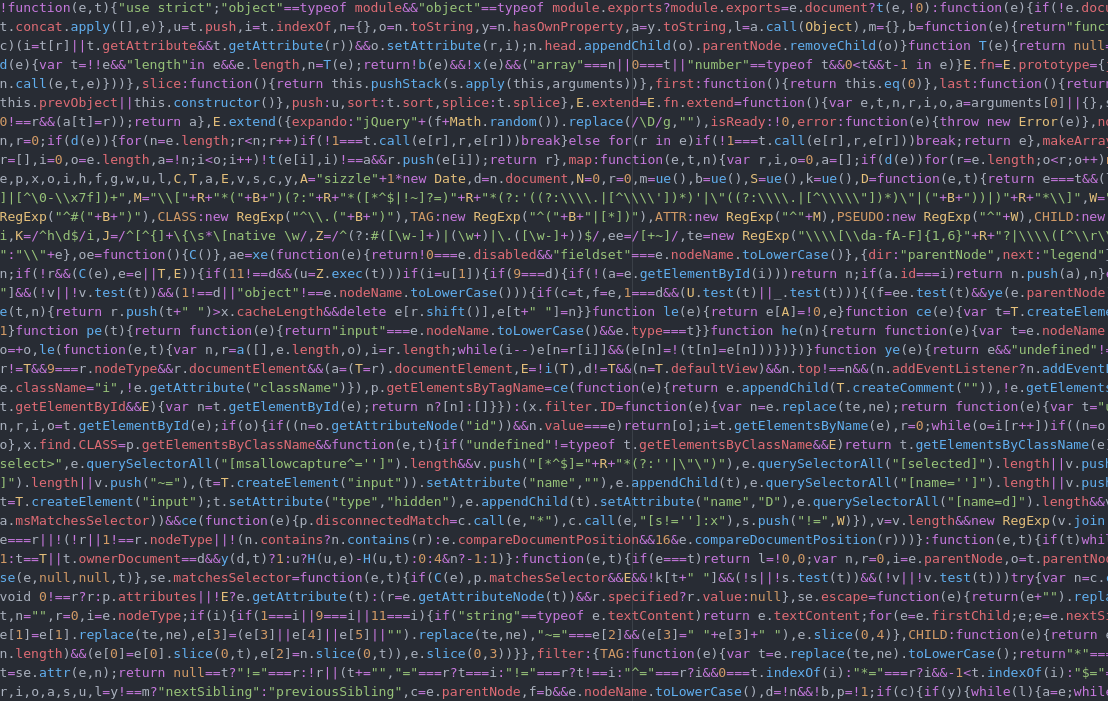 !function(e,t){"use strict";"object"==typeof module&&"object"==typeof module.exports?module.exports=e.document?t(e,!0):function(e){if(!e.docu
t.concat.apply([],e)},u=t.push,i=t.indexOf,n={},o=n.toString,y=n.hasOwnProperty,a=y.toString,l=a.call(Object),m={},b=function(e){return"funct
c)(i=t[r]||t.getAttribute&&t.getAttribute(r))&&o.setAttribute(r,i);n.head.appendChild(o).parentNode.removeChild(o)}function T(e){return null=
d(e){var t=!!e&&"length"in e&&e.length,n=T(e);return!b(e)&&!x(e)&&("array"===n||0===t||"number"==typeof t&&0<t&&t-1 in e)}E.fn=E.prototype={j
n.call(e,t,e)}))},slice:function(){return this.pushStack(s.apply(this,arguments))},first:function(){return this.eq(0)},last:function(){return
this.prevObject||this.constructor()},push:u,sort:t.sort,splice:t.splice},E.extend=E.fn.extend=function(){var e,t,n,r,i,o,a=arguments[0]||{},s
0!==r&&(a[t]=r));return a},E.extend({expando:"jQuery"+(f+Math.random()).replace(/\D/g,""),isReady:!0,error:function(e){throw new Error(e)},no
n,r=0;if(d(e)){for(n=e.length;r<n;r++)if(!1===t.call(e[r],r,e[r]))break}else for(r in e)if(!1===t.call(e[r],r,e[r]))break;return e},makeArray
r=[],i=0,o=e.length,a=!n;i<o;i++)!t(e[i],i)!==a&&r.push(e[i]);return r},map:function(e,t,n){var r,i,o=0,a=[];if(d(e))for(r=e.length;o<r;o++)n
e,p,x,o,i,h,f,g,w,u,l,C,T,a,E,v,s,c,y,A="sizzle"+1*new Date,d=n.document,N=0,r=0,m=ue(),b=ue(),S=ue(),k=ue(),D=function(e,t){return e===t&&(l
]|[^\0-\\x7f])+",M="\\["+R+"*("+B+")(?:"+R+"*([*^$|!~]?=)"+R+"*(?:'((?:\\\\.|[^\\\\'])*)'|\"((?:\\\\.|[^\\\\\"])*)\"|("+B+"))|)"+R+"*\\]",W="
RegExp("^#("+B+")"),CLASS:new RegExp("^\\.("+B+")"),TAG:new RegExp("^("+B+"|[*])"),ATTR:new RegExp("^"+M),PSEUDO:new RegExp("^"+W),CHILD:new
i,K=/^h\d$/i,J=/^[^{]+\{\s*\[native \w/,Z=/^(?:#([\w-]+)|(\w+)|\.([\w-]+))$/,ee=/[+~]/,te=new RegExp("\\\\[\\da-fA-F]{1,6}"+R+"?|\\\\([^\\r\\
":"\\"+e},oe=function(){C()},ae=xe(function(e){return!0===e.disabled&&"fieldset"===e.nodeName.toLowerCase()},{dir:"parentNode",next:"legend"}
n;if(!r&&(C(e),e=e||T,E)){if(11!==d&&(u=Z.exec(t)))if(i=u[1]){if(9===d){if(!(a=e.getElementById(i)))return n;if(a.id===i)return n.push(a),n}e
"]&&(!v||!v.test(t))&&(1!==d||"object"!==e.nodeName.toLowerCase())){if(c=t,f=e,1===d&&(U.test(t)||_.test(t))){(f=ee.test(t)&&ye(e.parentNode
e(t,n){return r.push(t+" ")>x.cacheLength&&delete e[r.shift()],e[t+" "]=n}}function le(e){return e[A]=!0,e}function ce(e){var t=T.createEleme
1}function pe(t){return function(e){return"input"===e.nodeName.toLowerCase()&&e.type===t}}function he(n){return function(e){var t=e.nodeName
o=+o,le(function(e,t){var n,r=a([],e.length,o),i=r.length;while(i--)e[n=r[i]]&&(e[n]=!(t[n]=e[n]))})})}function ye(e){return e&&"undefined"!=
r!=T&&9===r.nodeType&&r.documentElement&&(a=(T=r).documentElement,E=!i(T),d!=T&&(n=T.defaultView)&&n.top!==n&&(n.addEventListener?n.addEventL
e.className="i",!e.getAttribute("className")}),p.getElementsByTagName=ce(function(e){return e.appendChild(T.createComment("")),!e.getElements
t.getElementById&&E){var n=t.getElementById(e);return n?[n]:[]}}):(x.filter.ID=function(e){var n=e.replace(te,ne);return function(e){var t="u
n,r,i,o=t.getElementById(e);if(o){if((n=o.getAttributeNode("id"))&&n.value===e)return[o];i=t.getElementsByName(e),r=0;while(o=i[r++])if((n=o
o},x.find.CLASS=p.getElementsByClassName&&function(e,t){if("undefined"!=typeof t.getElementsByClassName&&E)return t.getElementsByClassName(e
select>",e.querySelectorAll("[msallowcapture^='']").length&&v.push("[*^$]="+R+"*(?:''|\"\")"),e.querySelectorAll("[selected]").length||v.push
]").length||v.push("~="),(t=T.createElement("input")).setAttribute("name",""),e.appendChild(t),e.querySelectorAll("[name='']").length||v.push
t=T.createElement("input");t.setAttribute("type","hidden"),e.appendChild(t).setAttribute("name","D"),e.querySelectorAll("[name=d]").length&&v
a.msMatchesSelector))&&ce(function(e){p.disconnectedMatch=c.call(e,"*"),c.call(e,"[s!='']:x"),s.push("!=",W)}),v=v.length&&new RegExp(v.join
e===r||!(!r||1!==r.nodeType||!(n.contains?n.contains(r):e.compareDocumentPosition&&16&e.compareDocumentPosition(r)))}:function(e,t){if(t)whil
1:t==T||t.ownerDocument==d&&y(d,t)?1:u?H(u,e)-H(u,t):0:4&n?-1:1)}:function(e,t){if(e===t)return l=!0,0;var n,r=0,i=e.parentNode,o=t.parentNod
se(e,null,null,t)},se.matchesSelector=function(e,t){if(C(e),p.matchesSelector&&E&&!k[t+" "]&&(!s||!s.test(t))&&(!v||!v.test(t)))try{var n=c.c
void 0!==r?r:p.attributes||!E?e.getAttribute(t):(r=e.getAttributeNode(t))&&r.specified?r.value:null},se.escape=function(e){return(e+"").repla
t,n="",r=0,i=e.nodeType;if(i){if(1===i||9===i||11===i){if("string"==typeof e.textContent)return e.textContent;for(e=e.firstChild;e;e=e.nextSi
e[1]=e[1].replace(te,ne),e[3]=(e[3]||e[4]||e[5]||"").replace(te,ne),"~="===e[2]&&(e[3]=" "+e[3]+" "),e.slice(0,4)},CHILD:function(e){return e
n.length)&&(e[0]=e[0].slice(0,t),e[2]=n.slice(0,t)),e.slice(0,3))}},filter:{TAG:function(e){var t=e.replace(te,ne).toLowerCase();return"*"==
t=se.attr(e,n);return null==t?"!="===r:!r||(t+="","="===r?t===i:"!="===r?t!==i:"^="===r?i&&0===t.indexOf(i):"*="===r?i&&-1<t.indexOf(i):"$="=
r,i,o,a,s,u,l=y!==m?"nextSibling":"previousSibling",c=e.parentNode,f=b&&e.nodeName.toLowerCase(),d=!n&&!b,p=!1;if(c){if(y){while(l){a=e;while